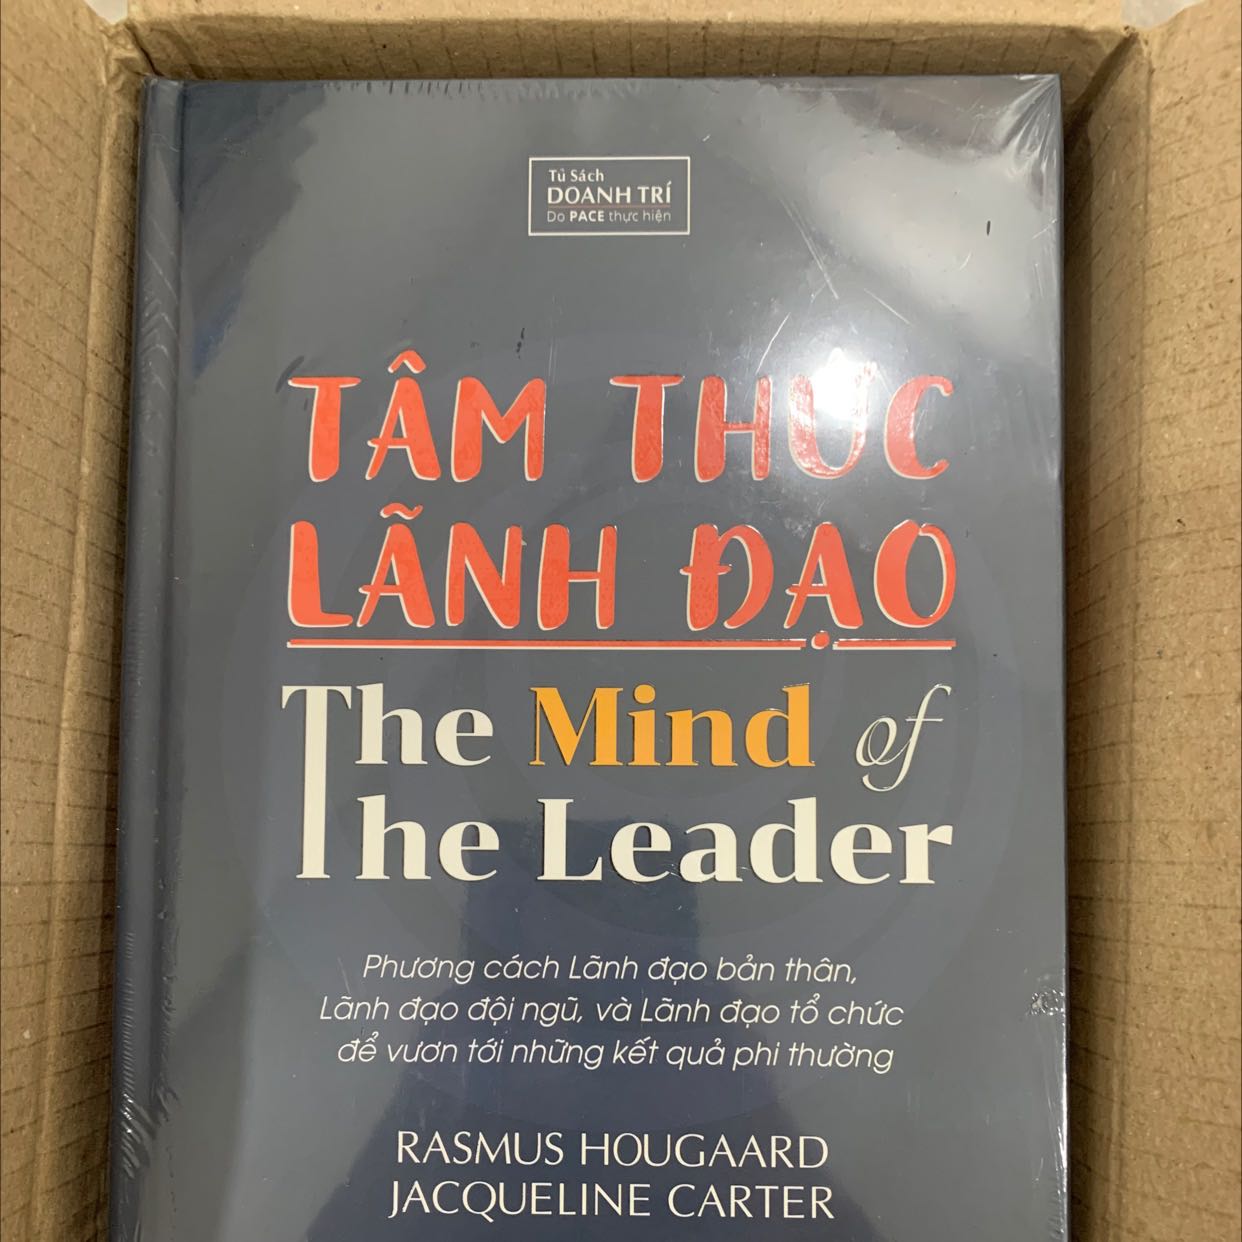 Tủ Sách
DOANH TRÍ
Do PACE thực hiện
TÂM THỨC
LÃNH ĐẠO
The Mind of
The Leader
Phương cách Lãnh đạo bản thân,
Lãnh đạo đội ngũ, và Lãnh đạo tổ chức
để vươn tới những kết quả phi thường
RASMUS HOUGAARD
JACQUELINE CARTER